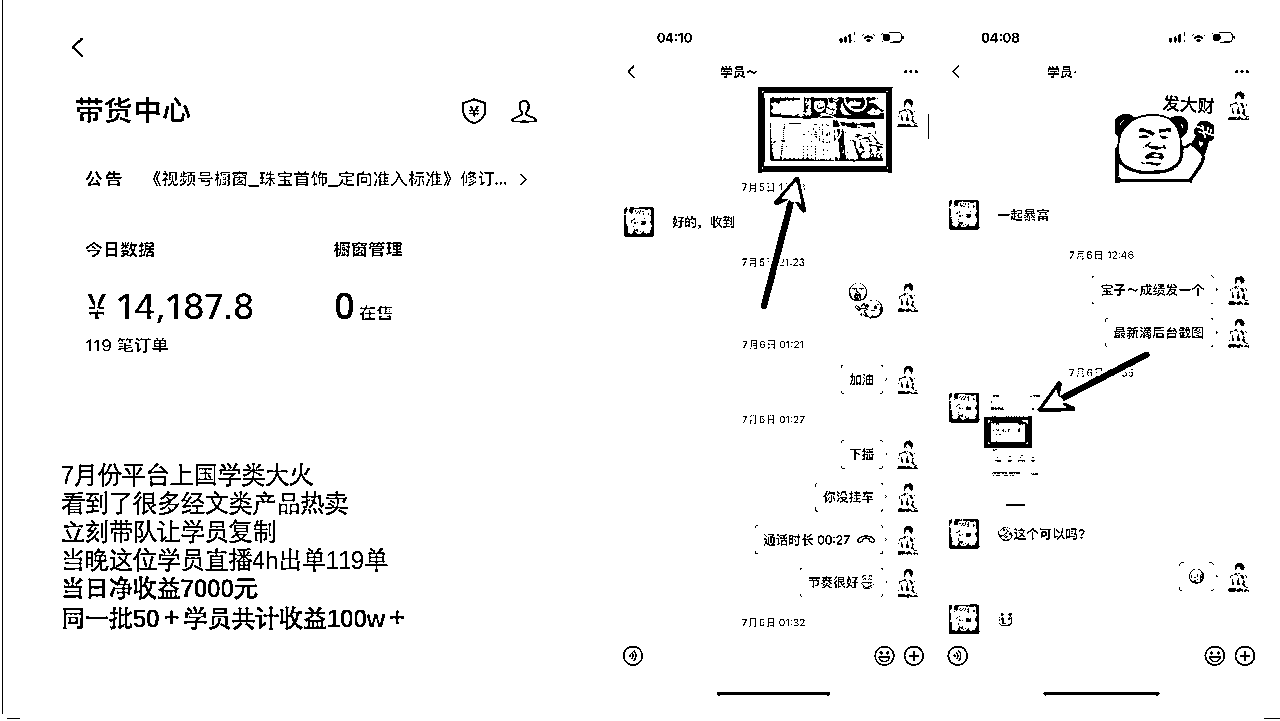 带货中心
公告 《视频号橱窗_珠宝首饰_定向准入标准》修订...
今日数据
橱窗管理
¥ 14,187.8
0 在售
119 笔订单
7月份平台上国学类大火
看到了很多经文类产品热卖
立刻带队让学员复制
当晚这位学员直播4h出单119单
当日净收益7000元
同一批50+学员共计收益100w+
04:10
学员~
7月5日
好的，收到
7月5日 21:23
7月6日 01:21
加油
7月6日 01:27
下播
你没挂车
通话时长 00:27
节奏很好
7月6日 01:32
04:08
学员
发大财
一起暴富
7月6日 12:46
宝子～成绩发一个
最新滴后台截图
7月6日
这个可以吗？